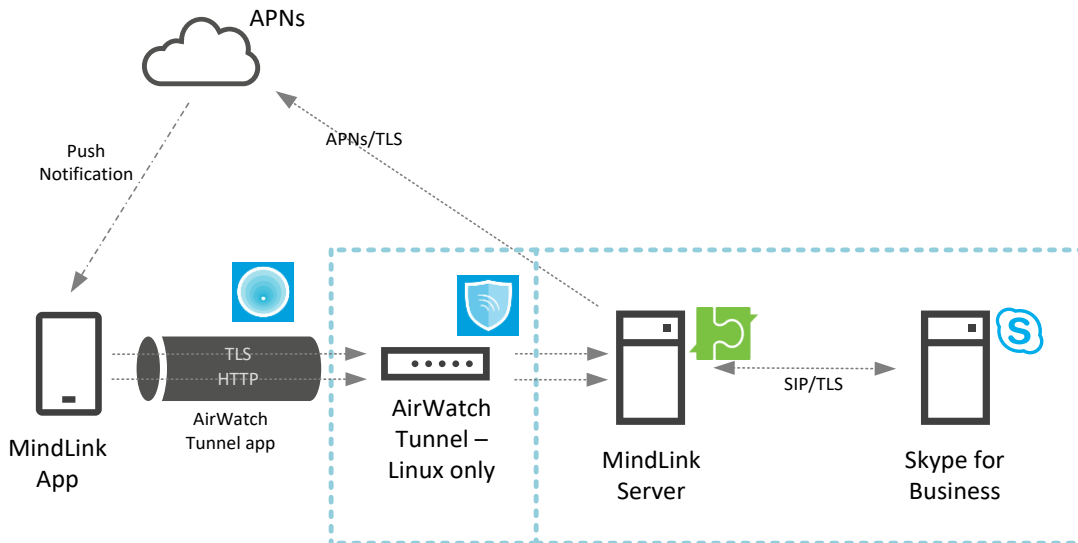 APNs
APNs/TLS
Push
Notification
TLS
HTTP
AirWatch
Tunnel app
MindLink
App
AirWatch
Tunnel –
Linux only
MindLink
Server
SIP/TLS
S
Skype for
Business